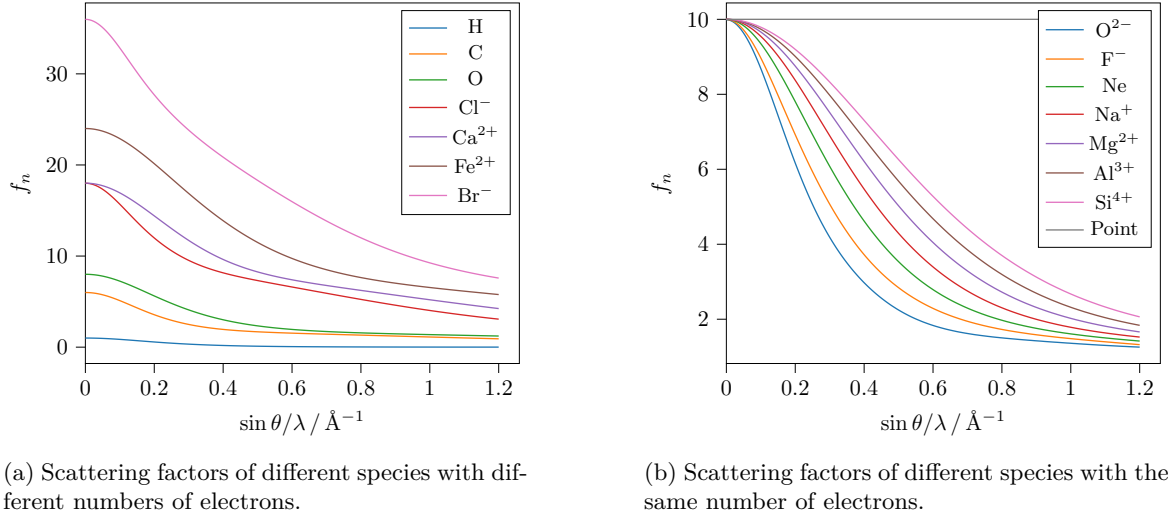 H
C
O
Cl⁻
Ca²⁺
Fe²⁺
Br⁻
30
20
10
0
fₙ
0 0.2 0.4 0.6 0.8 1 1.2
sin θ/λ / Å⁻¹
(a) Scattering factors of different species with dif-
ferent numbers of electrons.
O²⁻
F⁻
Ne
Na⁺
Mg²⁺
Al³⁺
Si⁴⁺
Point
10
8
6
4
2
fₙ
0 0.2 0.4 0.6 0.8 1 1.2
sin θ/λ / Å⁻¹
(b) Scattering factors of different species with the
same number of electrons.